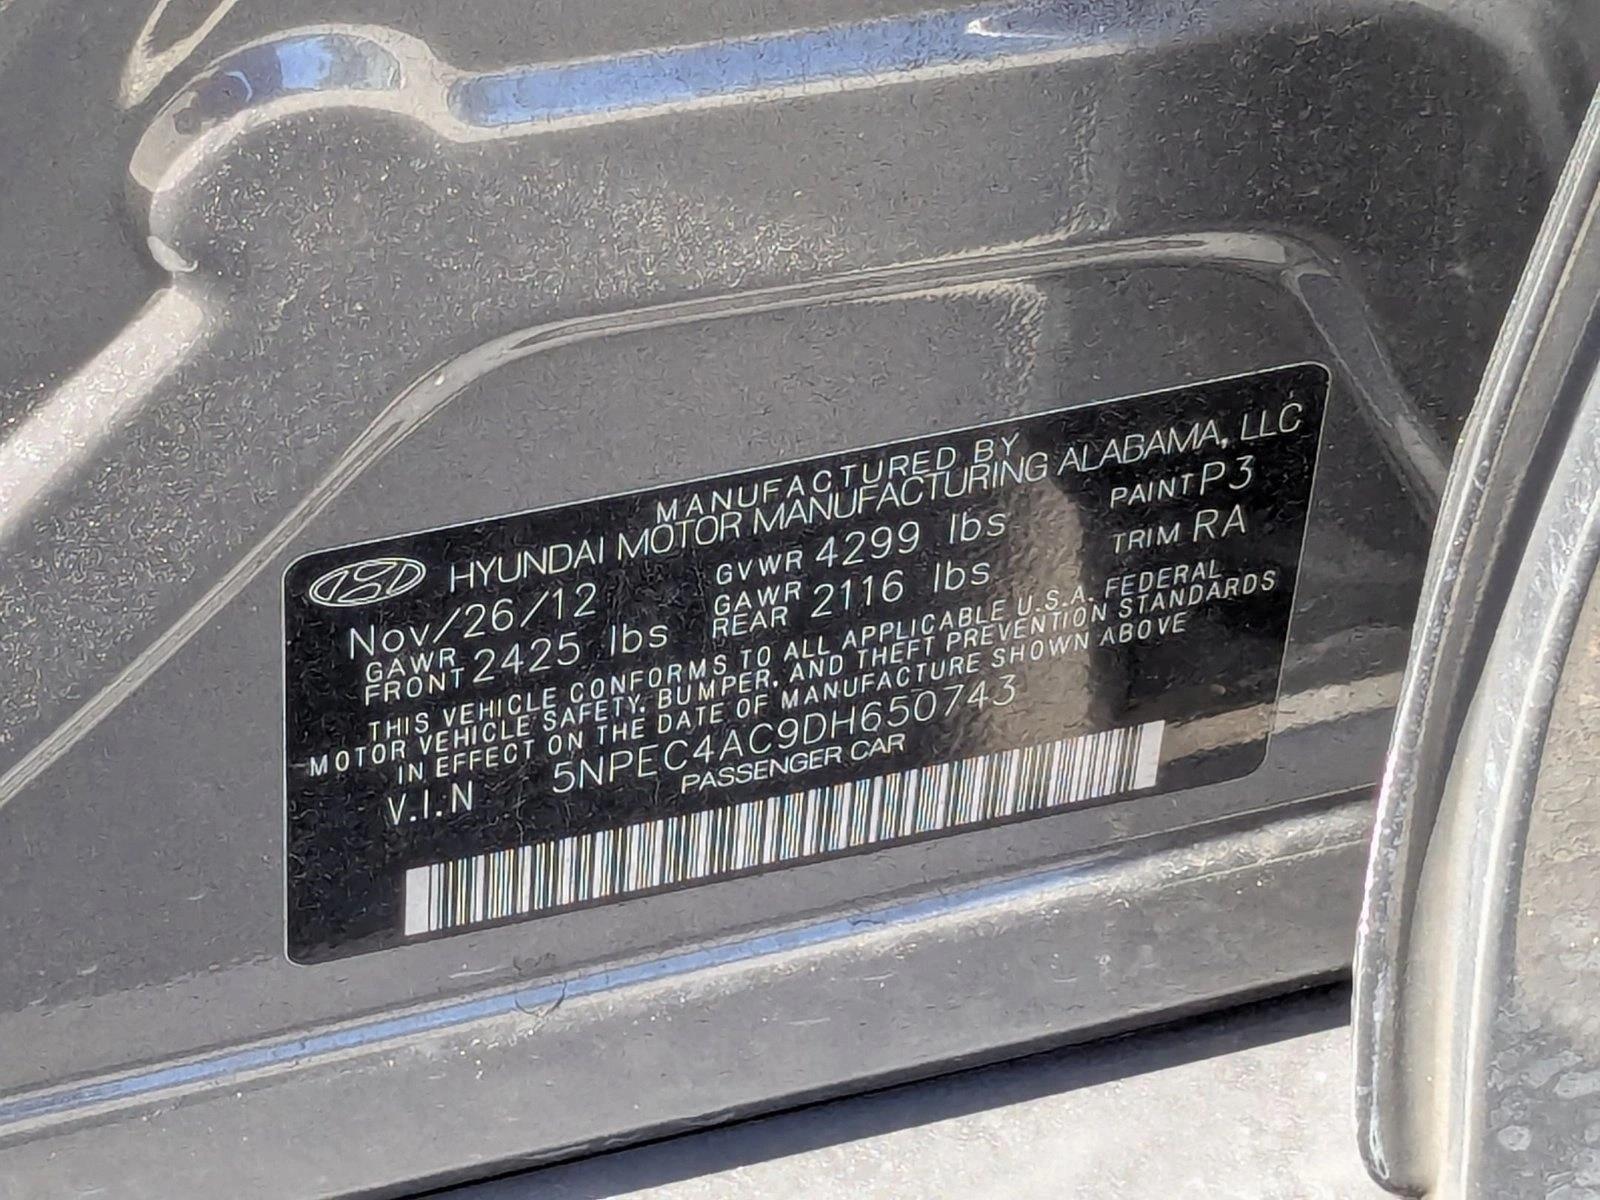 MANUFACTURED BY
HYUNDAI MOTOR MANUFACTURING ALABAMA, LLC
Nov/26/12 GVWR 4299 lbs PAINT P3
GAWR FRONT 2425 lbs GAWR REAR 2116 lbs TRIM RA
THIS VEHICLE CONFORMS TO ALL APPLICABLE U.S.A. FEDERAL
MOTOR VEHICLE SAFETY, BUMPER, AND THEFT PREVENTION STANDARDS
IN EFFECT ON THE DATE OF MANUFACTURE SHOWN ABOVE
V.I.N 5NPEC4AC9DH650743
PASSENGER CAR